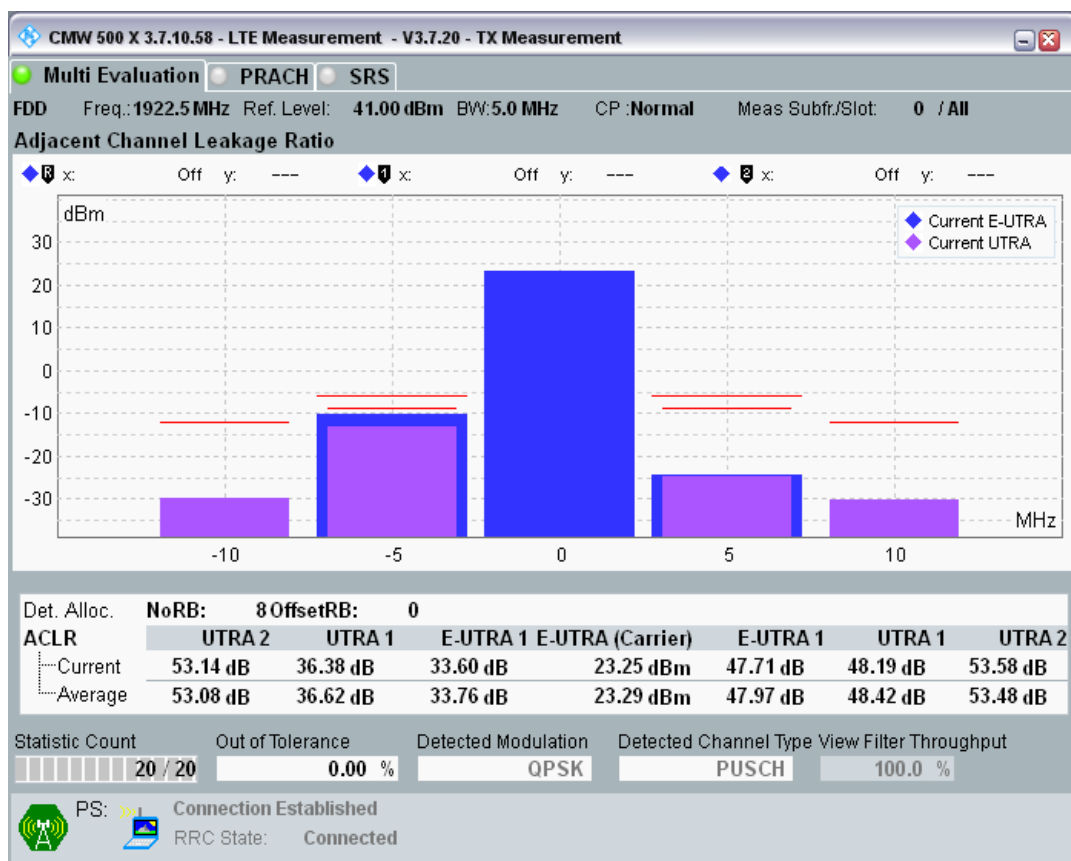 CMW 500 X 3.7.10.58 - LTE Measurement - V3.7.20 - TX Measurement
Multi Evaluation PRACH SRS
FDD Freq.: 1922.5 MHz Ref. Level: 41.00 dBm BW: 5.0 MHz CP : Normal Meas Subfr./Slot: 0 / All
Adjacent Channel Leakage Ratio
R x: Off y: --- 1 x: Off y: --- 2 x: Off y: ---
dBm
Current E-UTRA
Current UTRA
30
20
10
0
-10
-20
-30
MHz
-10 -5 0 5 10
Det. Alloc. NoRB: 8 OffsetRB: 0
ACLR UTRA 2 UTRA 1 E-UTRA 1 E-UTRA (Carrier) E-UTRA 1 UTRA 1 UTRA 2
Current 53.14 dB 36.38 dB 33.60 dB 23.25 dBm 47.71 dB 48.19 dB 53.58 dB
Average 53.08 dB 36.62 dB 33.76 dB 23.29 dBm 47.97 dB 48.42 dB 53.48 dB
Statistic Count Out of Tolerance Detected Modulation Detected Channel Type View Filter Throughput
20 / 20 0.00 % QPSK PUSCH 100.0 %
PS: Connection Established
RRC State: Connected